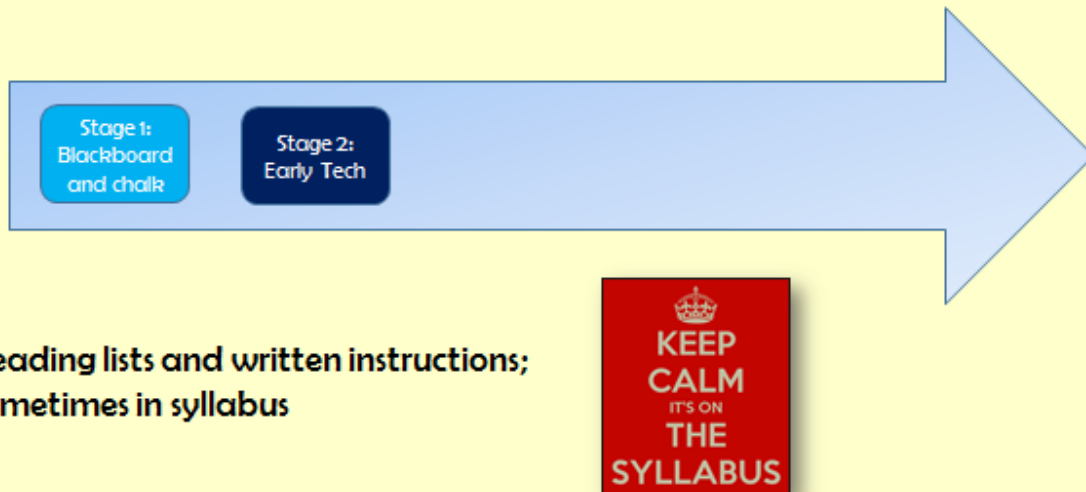 Stage 1:
Blackboard
and chalk
Stage 2:
Early Tech
eading lists and written instructions;
metimes in syllabus
KEEP
CALM
IT'S ON
THE
SYLLABUS